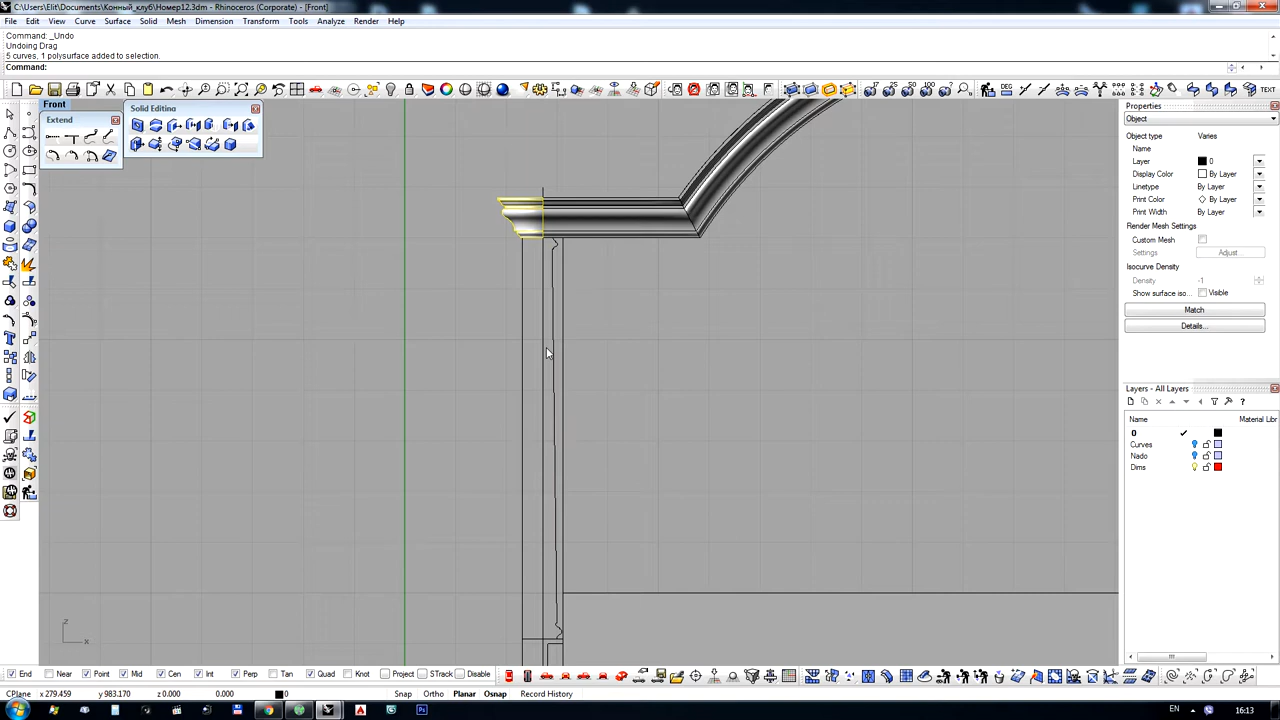 C:\Users\Elit\Documents\Конный_клуб\Номер12.3dm - Rhinoceros (Corporate) - [Front]
File Edit View Curve Surface Solid Mesh Dimension Transform Tools Analyze Render Help
Command: _Undo
Undoing Drag
5 curves, 1 polysurface added to selection.
Command:
TEXT
Front
Solid Editing
Extend
Properties
Object
Object type Varies
Name
Layer 0
Display Color By Layer
Linetype By Layer
Print Color By Layer
Print Width By Layer
Render Mesh Settings
Custom Mesh
Settings Adjust...
Isocurve Density
Density -1
Show surface iso... Visible
Match
Details...
Layers - All Layers
Name Material Libr
0
Curves
Nado
Dims
z
x
End Near Point Mid Cen Int Perp Tan Quad Knot Project STrack Disable
CPlane x 279.459 y 983.170 z 0.000 0.000 0 Snap Ortho Planar Osnap Record History
EN 16:13